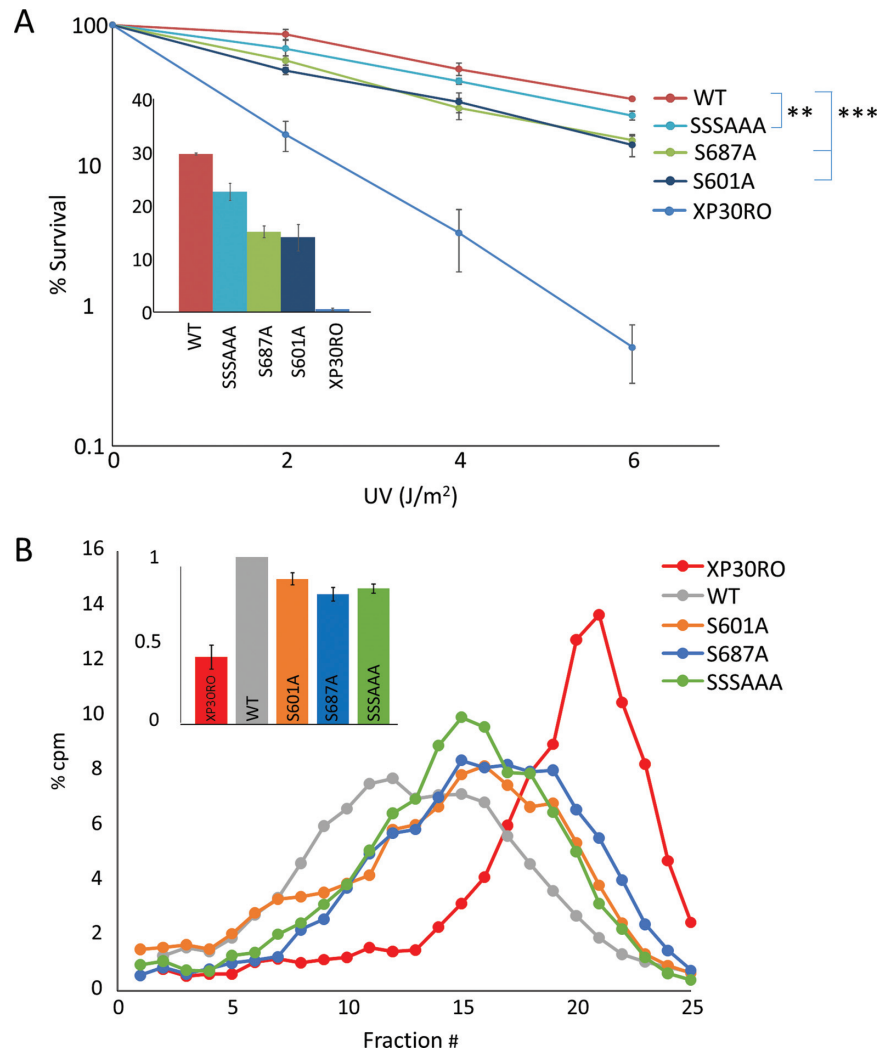 A
100
10
1
0.1
% Survival
40
30
20
10
0
WT
SSSAAA
S687A
S601A
XP30RO
WT
SSSAAA
S687A
S601A
XP30RO
**
***
0
2
4
6
UV (J/m²)
B
16
14
12
10
8
6
4
2
0
% cpm
1
0.5
0
XP30RO
WT
S601A
S687A
SSSAAA
XP30RO
WT
S601A
S687A
SSSAAA
0
5
10
15
20
25
Fraction #